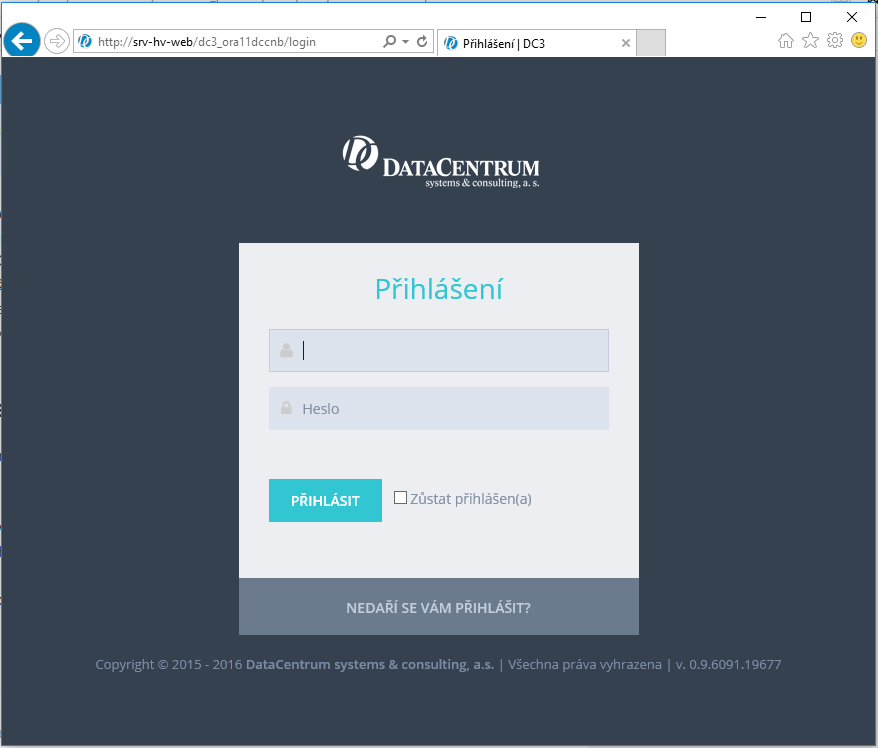 http://srv-hv-web/dc3_ora11dccnb/login
Přihlášení | DC3
DATACENTRUM
systems & consulting, a. s.
Přihlášení
Heslo
PŘIHLÁSIT
Zůstat přihlášen(a)
NEDAŘÍ SE VÁM PŘIHLÁŠIT?
Copyright © 2015 - 2016 DataCentrum systems & consulting, a.s. | Všechna práva vyhrazena | v. 0.9.6091.19677